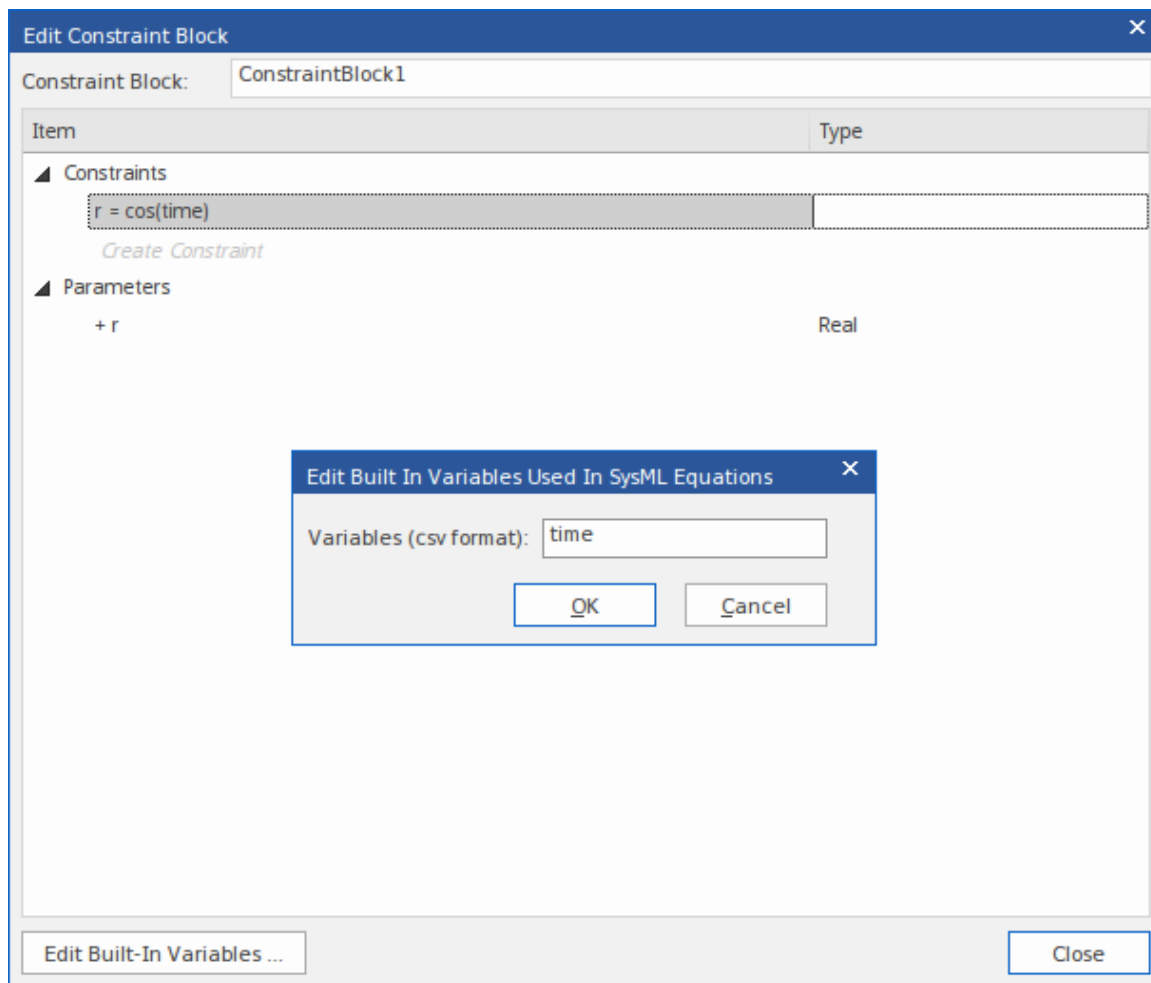 Edit Constraint Block
Constraint Block: ConstraintBlock1
Item Type
Constraints
r = cos(time)
Create Constraint
Parameters
+ r Real
Edit Built In Variables Used In SysML Equations
Variables (csv format): time
OK Cancel
Edit Built-In Variables ... Close